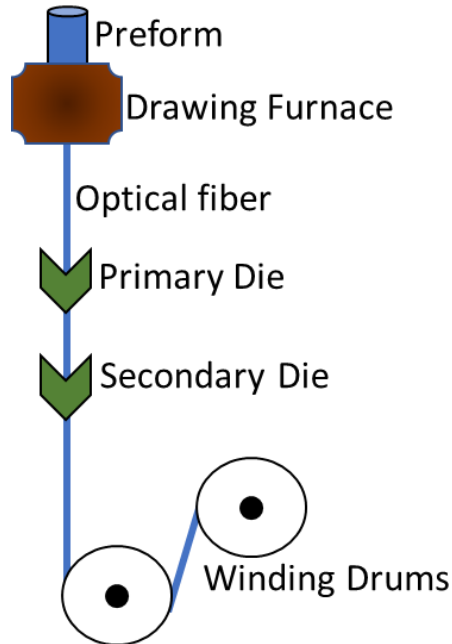 Preform
Drawing Furnace
Optical fiber
Primary Die
Secondary Die
Winding Drums